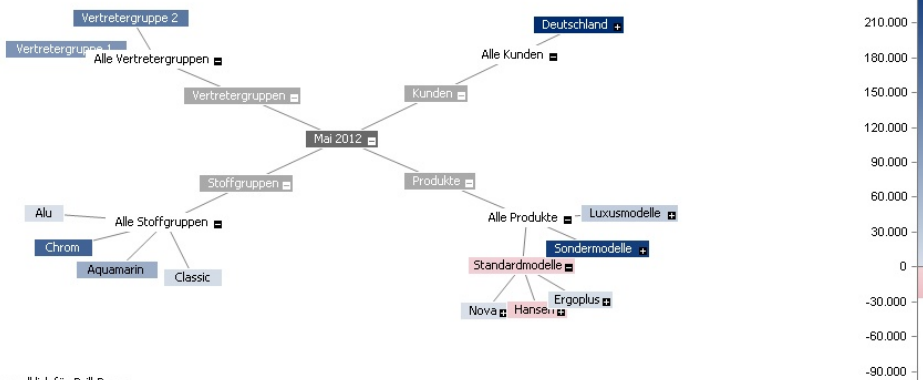 Vertretergruppe 2
Vertretergruppe 1
Alle Vertretergruppen
Vertretergruppen
Deutschland
Alle Kunden
Kunden
Mai 2012
Stoffgruppen
Alle Stoffgruppen
Alu
Chrom
Aquamarin
Classic
Produkte
Alle Produkte
Luxusmodelle
Sondermodelle
Standardmodelle
Nova
Hansen
Ergoplus
210.000
180.000
150.000
120.000
90.000
60.000
30.000
0
-30.000
-60.000
-90.000